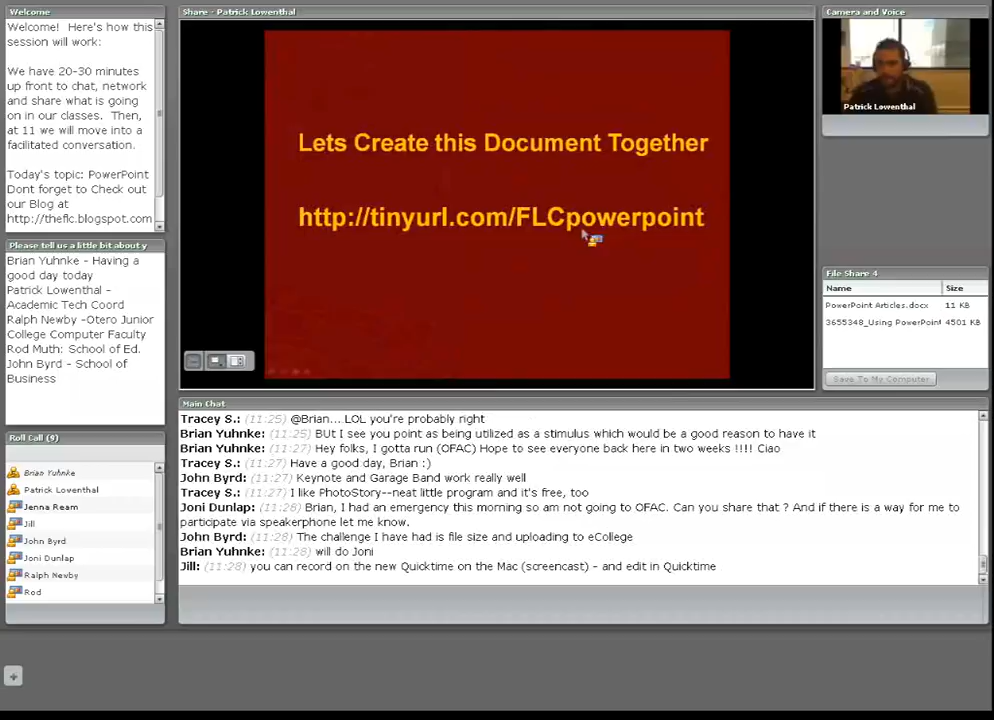 Welcome
Welcome! Here's how this
session will work:
We have 20-30 minutes
up front to chat, network
and share what is going
on in our classes. Then,
at 11 we will move into a
facilitated conversation.
Today's topic: PowerPoint
Dont forget to Check out
our Blog at
http://theflc.blogspot.com
Please tell us a little bit about y
Brian Yuhnke - Having a
good day today
Patrick Lowenthal -
Academic Tech Coord
Ralph Newby -Otero Junior
College Computer Faculty
Rod Muth: School of Ed.
John Byrd - School of
Business
Roll Call (9)
Brian Yuhnke
Patrick Lowenthal
Jenna Ream
Jill
John Byrd
Joni Dunlap
Ralph Newby
Rod
Share - Patrick Lowenthal
Lets Create this Document Together
http://tinyurl.com/FLCpowerpoint
Camera and Voice
Patrick Lowenthal
File Share 4
Name Size
PowerPoint Articles.docx 11 KB
3655348_Using PowerPoint 4501 KB
Save To My Computer
Main Chat
Tracey S.: (11:25) @Brian....LOL you're probably right
Brian Yuhnke: (11:25) BUt I see you point as being utilized as a stimulus which would be a good reason to have it
Brian Yuhnke: (11:27) Hey folks, I gotta run (OFAC) Hope to see everyone back here in two weeks !!!! Ciao
Tracey S.: (11:27) Have a good day, Brian :)
John Byrd: (11:27) Keynote and Garage Band work really well
Tracey S.: (11:27) I like PhotoStory--neat little program and it's free, too
Joni Dunlap: (11:28) Brian, I had an emergency this morning so am not going to OFAC. Can you share that ? And if there is a way for me to
participate via speakerphone let me know.
John Byrd: (11:28) The challenge I have had is file size and uploading to eCollege
Brian Yuhnke: (11:28) will do Joni
Jill: (11:28) you can record on the new Quicktime on the Mac (screencast) - and edit in Quicktime